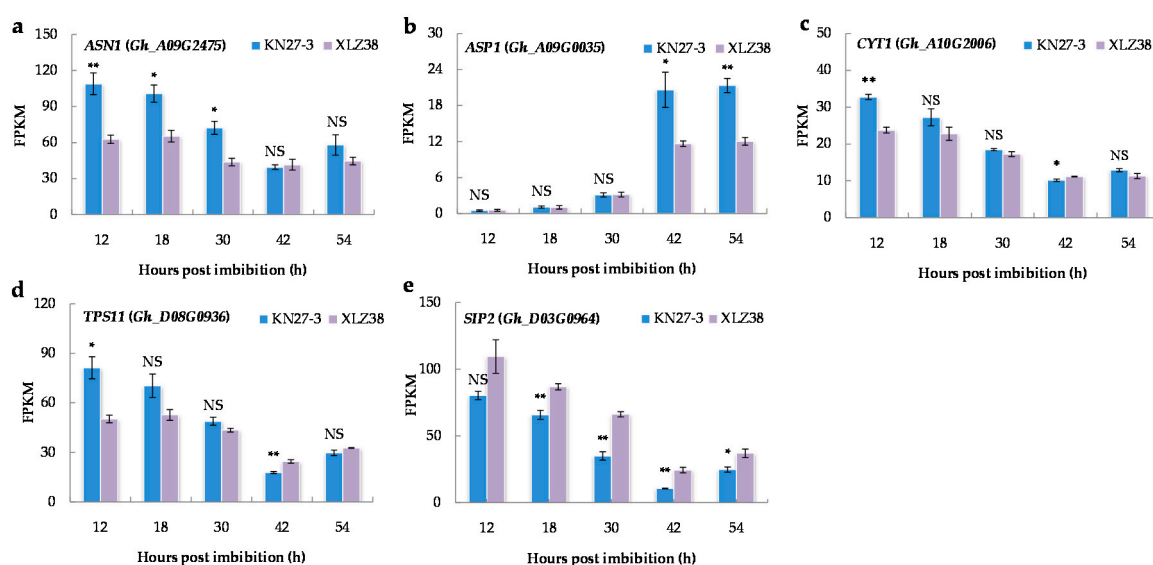 a
ASN1 (Gh_A09G2475)
KN27-3 XLZ38
150
120
90
60
30
0
FPKM
** * * NS NS
12 18 30 42 54
Hours post imbibition (h)
b
ASP1 (Gh_A09G0035)
KN27-3 XLZ38
30
24
18
12
6
0
FPKM
NS NS NS * **
12 18 30 42 54
Hours post imbibition (h)
c
CYT1 (Gh_A10G2006)
KN27-3 XLZ38
50
40
30
20
10
0
FPKM
** NS NS * NS
12 18 30 42 54
Hours post imbibition (h)
d
TPS11 (Gh_D08G0936)
KN27-3 XLZ38
120
90
60
30
0
FPKM
* NS NS ** NS
12 18 30 42 54
Hours post imbibition (h)
e
SIP2 (Gh_D03G0964)
KN27-3 XLZ38
150
100
50
0
FPKM
NS ** ** ** *
12 18 30 42 54
Hours post imbibition (h)